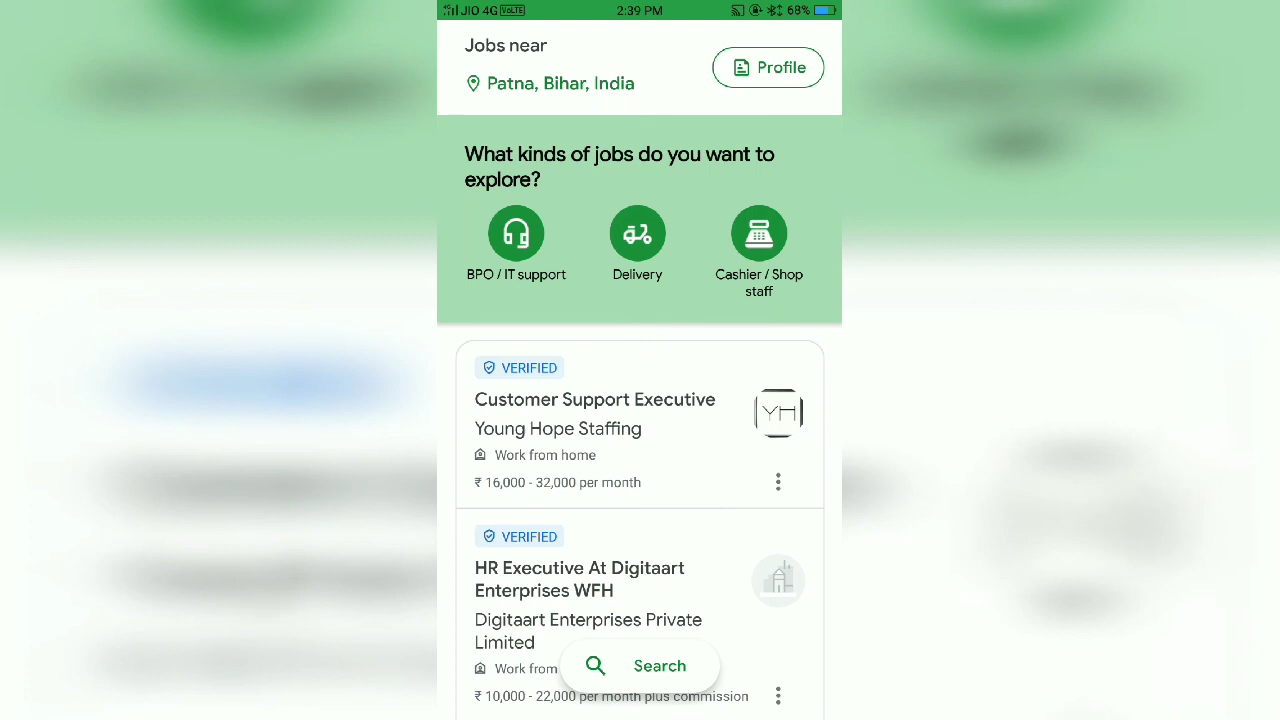 JIO 4G VoLTE 2:39 PM 68%
Jobs near
Patna, Bihar, India
Profile
What kinds of jobs do you want to
explore?
BPO / IT support
Delivery
Cashier / Shop
staff
VERIFIED
Customer Support Executive
Young Hope Staffing
YH
Work from home
₹ 16,000 - 32,000 per month
VERIFIED
HR Executive At Digitaart
Enterprises WFH
Digitaart Enterprises Private
Limited
Work from
Search
₹ 10,000 - 22,000 per month plus commission